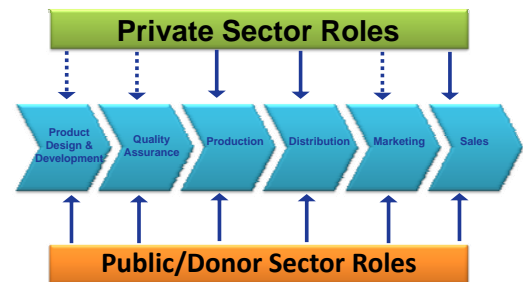 Private Sector Roles
Product
Design &
Development
Quality
Assurance
Production
Distribution
Marketing
Sales
Public/Donor Sector Roles